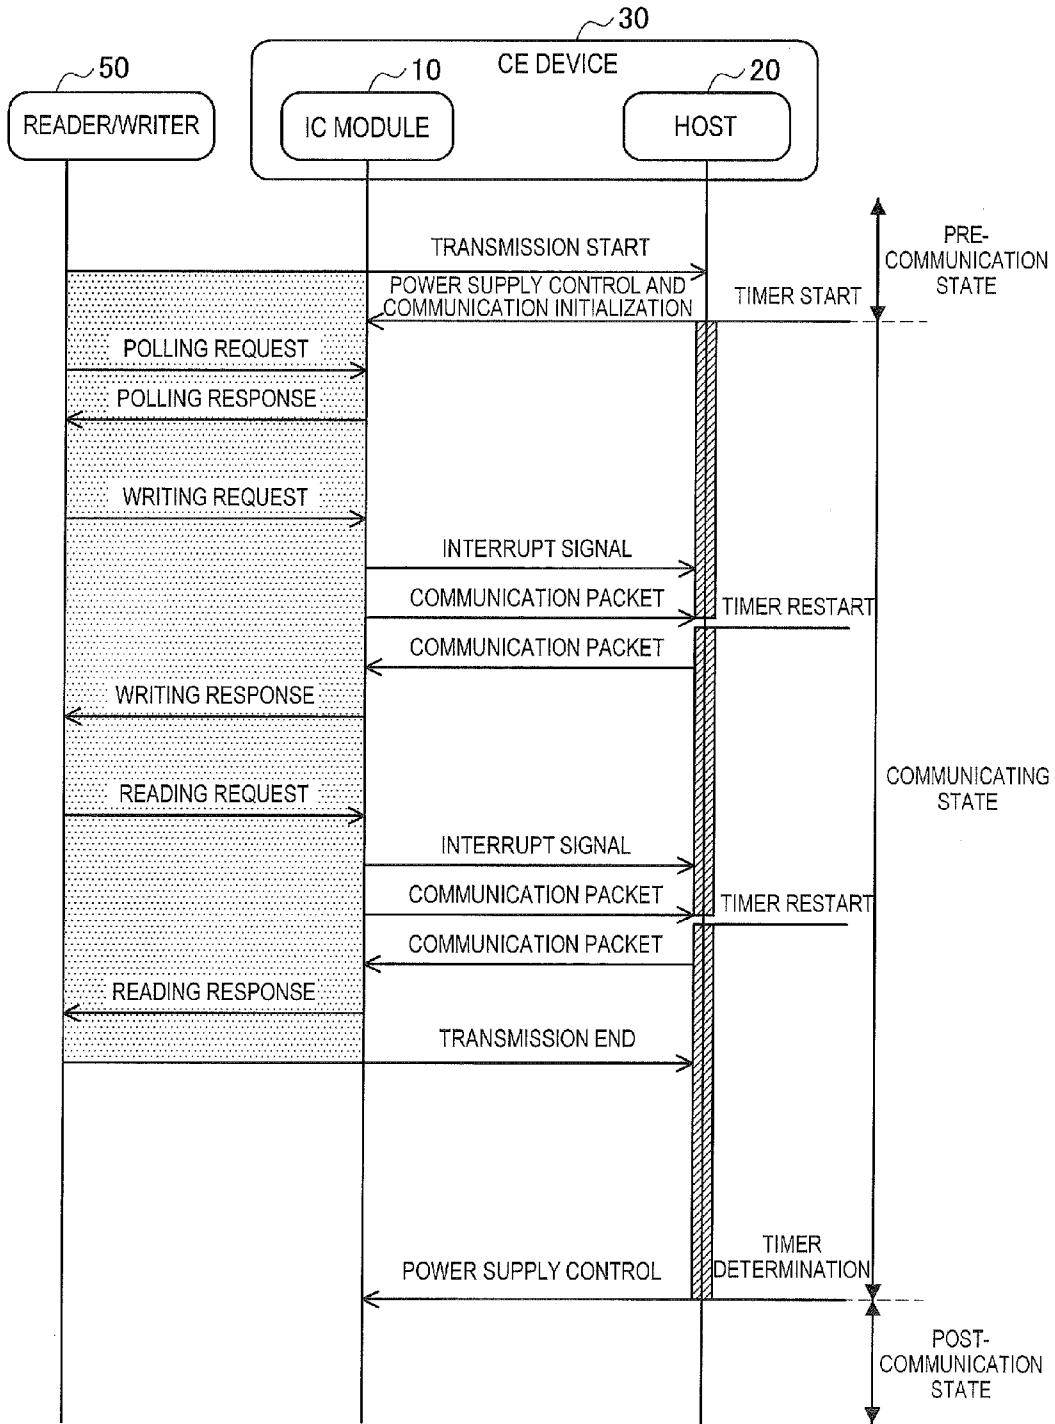 30
CE DEVICE
50
10
20
READER/WRITER
IC MODULE
HOST
TRANSMISSION START
PRE-
COMMUNICATION
STATE
POWER SUPPLY CONTROL AND
COMMUNICATION INITIALIZATION
TIMER START
POLLING REQUEST
POLLING RESPONSE
WRITING REQUEST
INTERRUPT SIGNAL
COMMUNICATION PACKET
TIMER RESTART
COMMUNICATION PACKET
WRITING RESPONSE
COMMUNICATING
STATE
READING REQUEST
INTERRUPT SIGNAL
COMMUNICATION PACKET
TIMER RESTART
COMMUNICATION PACKET
READING RESPONSE
TRANSMISSION END
TIMER
DETERMINATION
POWER SUPPLY CONTROL
POST-
COMMUNICATION
STATE